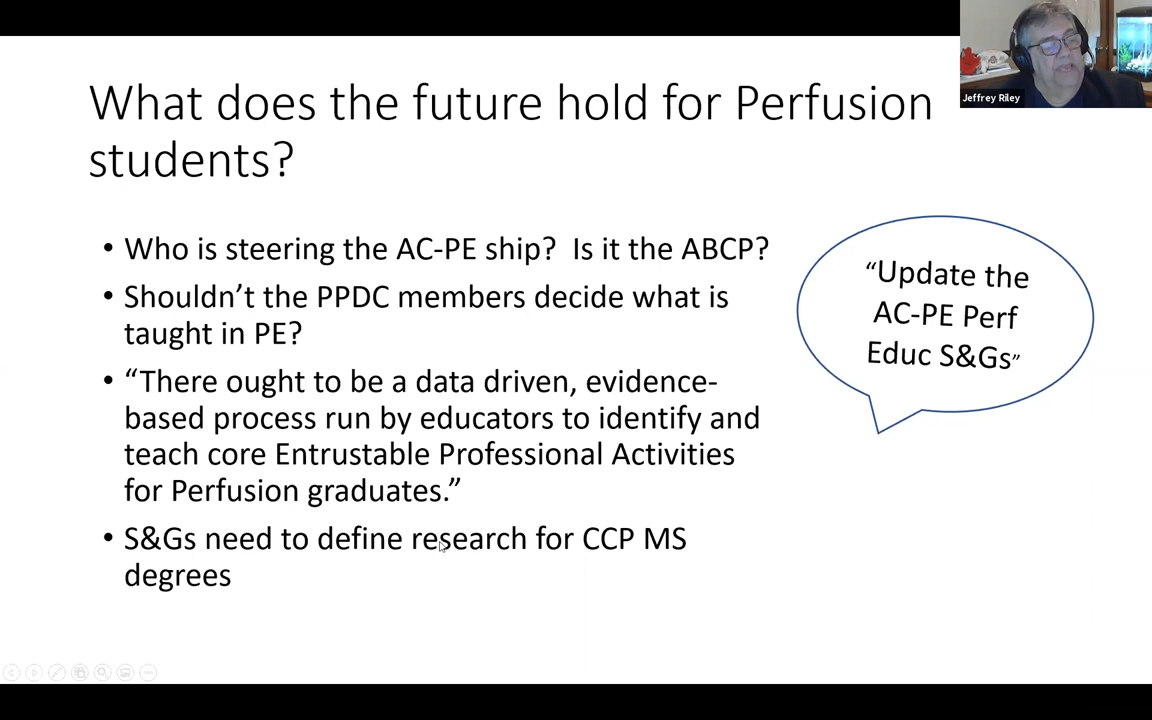 Jeffrey Riley
What does the future hold for Perfusion
students?
• Who is steering the AC-PE ship?  Is it the ABCP?
• Shouldn’t the PPDC members decide what is
taught in PE?
• “There ought to be a data driven, evidence-
based process run by educators to identify and
teach core Entrustable Professional Activities
for Perfusion graduates.”
• S&Gs need to define research for CCP MS
degrees
“Update the
AC-PE Perf
Educ S&Gs”